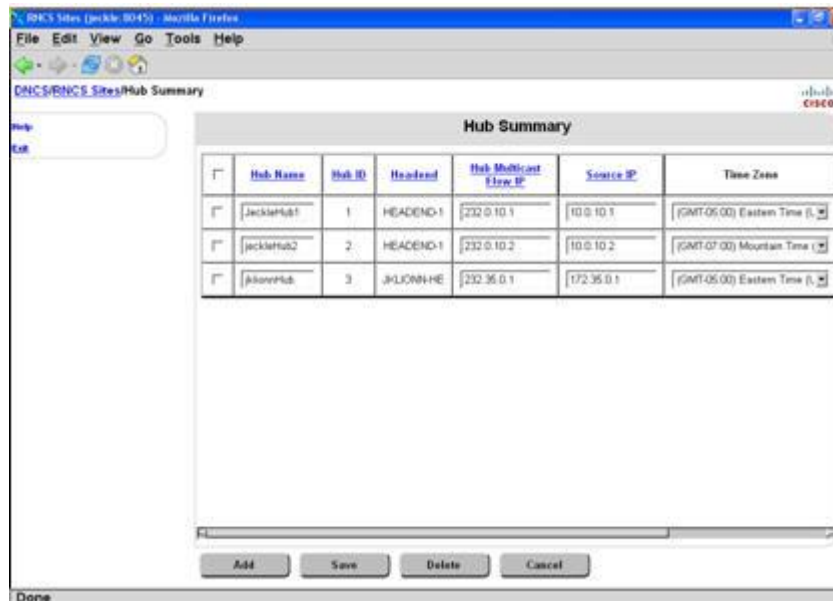 RNCS Sites (jeckle:8045) - Mozilla Firefox
File Edit View Go Tools Help
DNCS/RNCS Sites/Hub Summary
CISCO
Help
Exit
Hub Summary
Hub Name Hub ID Headend Hub Multicast Flow IP Source IP Time Zone
JeckleHub1 1 HEADEND-1 232.0.10.1 10.0.10.1 (GMT-05:00) Eastern Time (
jeckleHub2 2 HEADEND-1 232.0.10.2 10.0.10.2 (GMT-07:00) Mountain Time (
jklionnHub 3 JKLIONN-HE 232.35.0.1 172.35.0.1 (GMT-05:00) Eastern Time (
Add Save Delete Cancel
Done